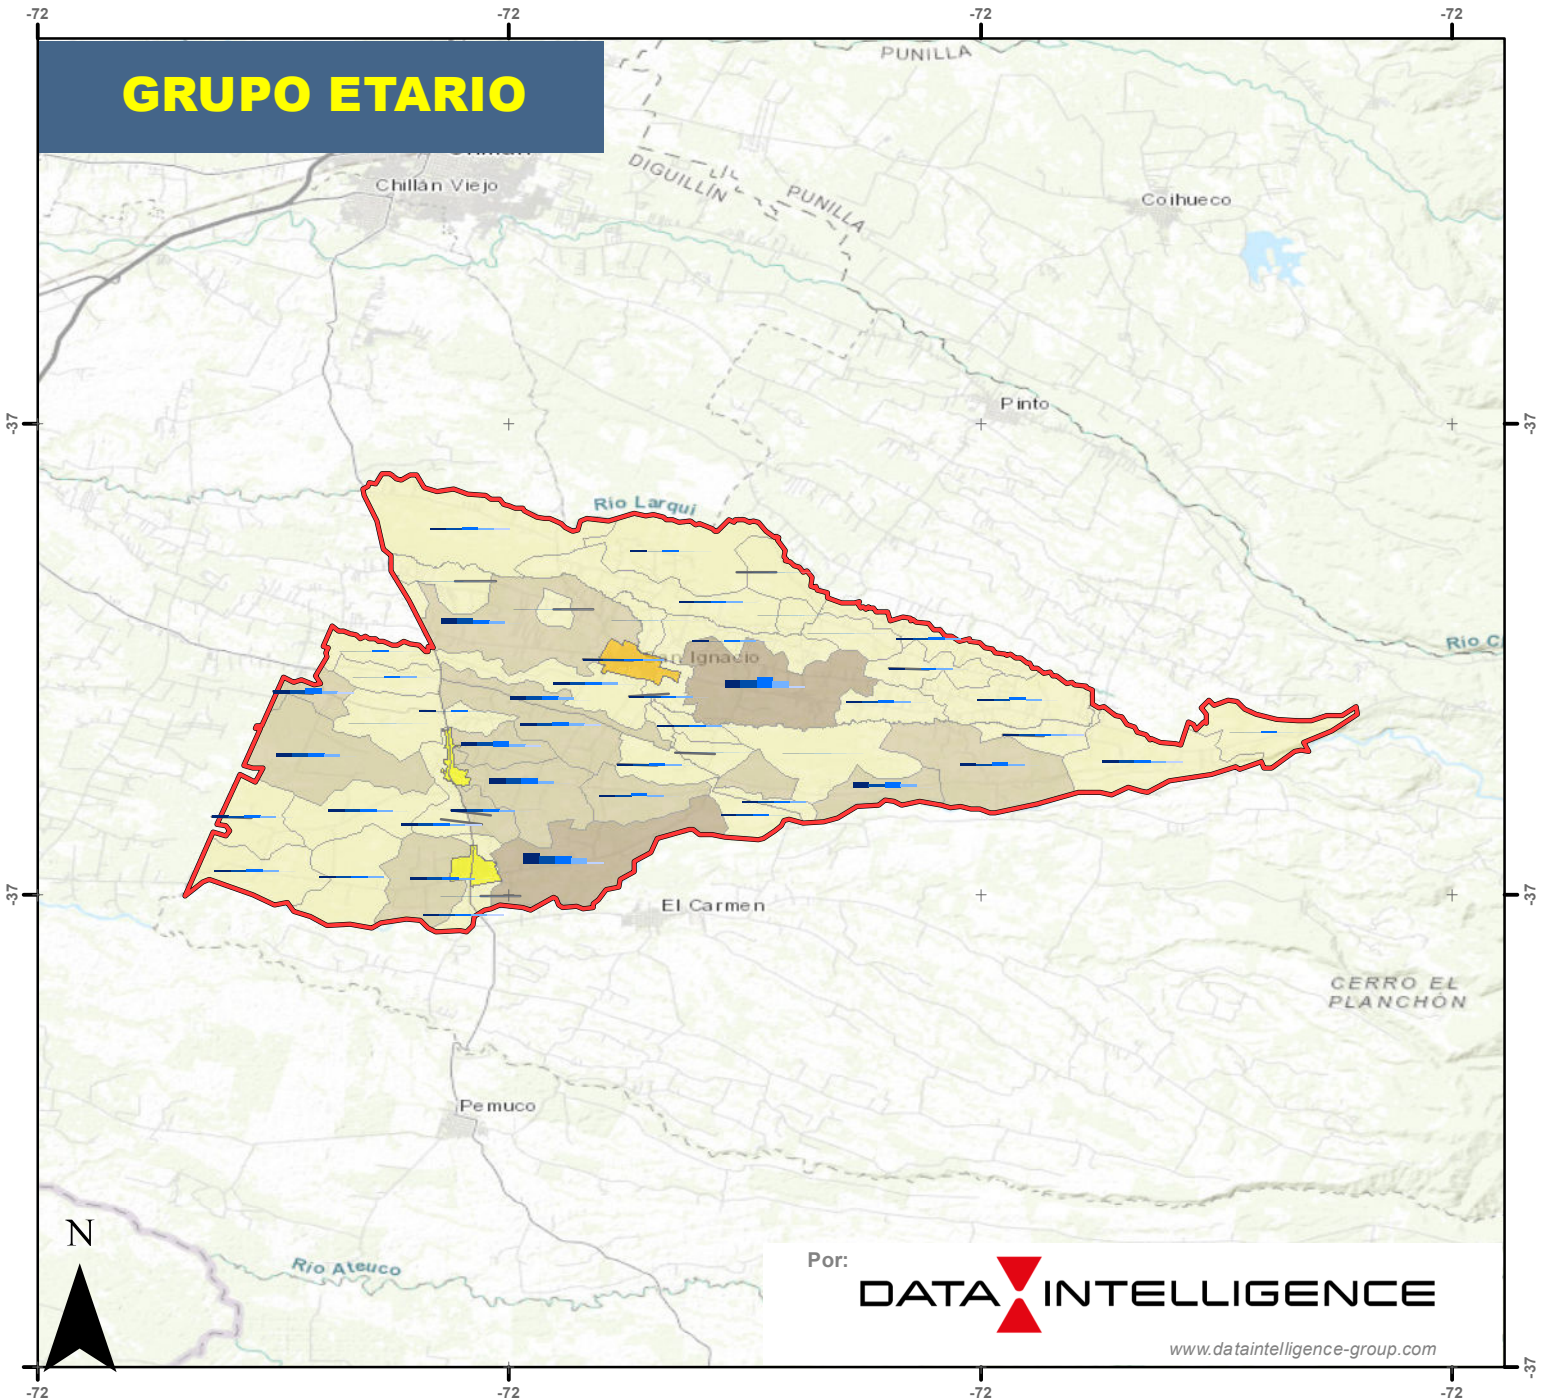 -72 -72 -72 -72
GRUPO ETARIO
PUNILLA
DIGUILLÍN
PUNILLA
Chillán Viejo
Coihueco
Pinto
-37 -37
Río Larqui
an Ignacio
Río C
-37 -37
El Carmen
CERRO EL
PLANCHÓN
Pemuco
N
Río Ateuco
Por:
DATA INTELLIGENCE
www.dataintelligence-group.com
-37
-72 -72 -72 -72